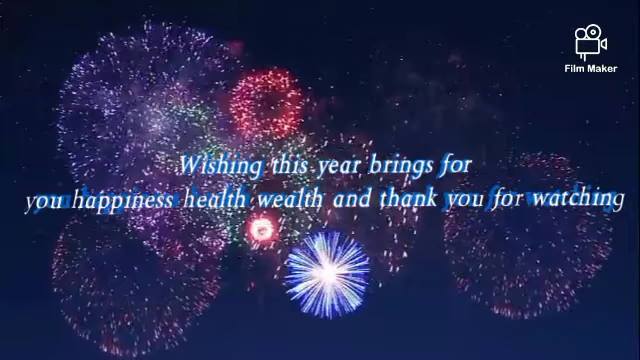 Film Maker
Wishing this year brings for
you happiness health wealth and thank you for watching